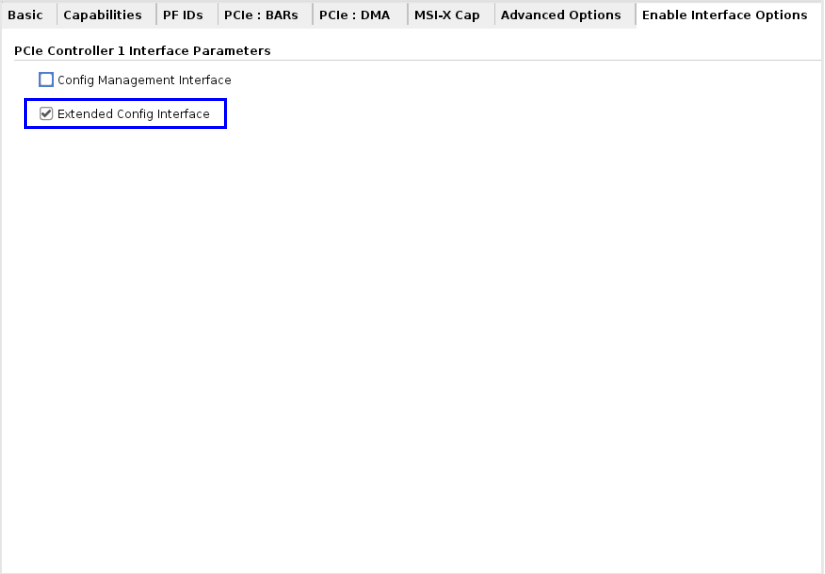 Basic Capabilities PF IDs PCIe : BARs PCIe : DMA MSI-X Cap Advanced Options Enable Interface Options
PCIe Controller 1 Interface Parameters
Config Management Interface
Extended Config Interface